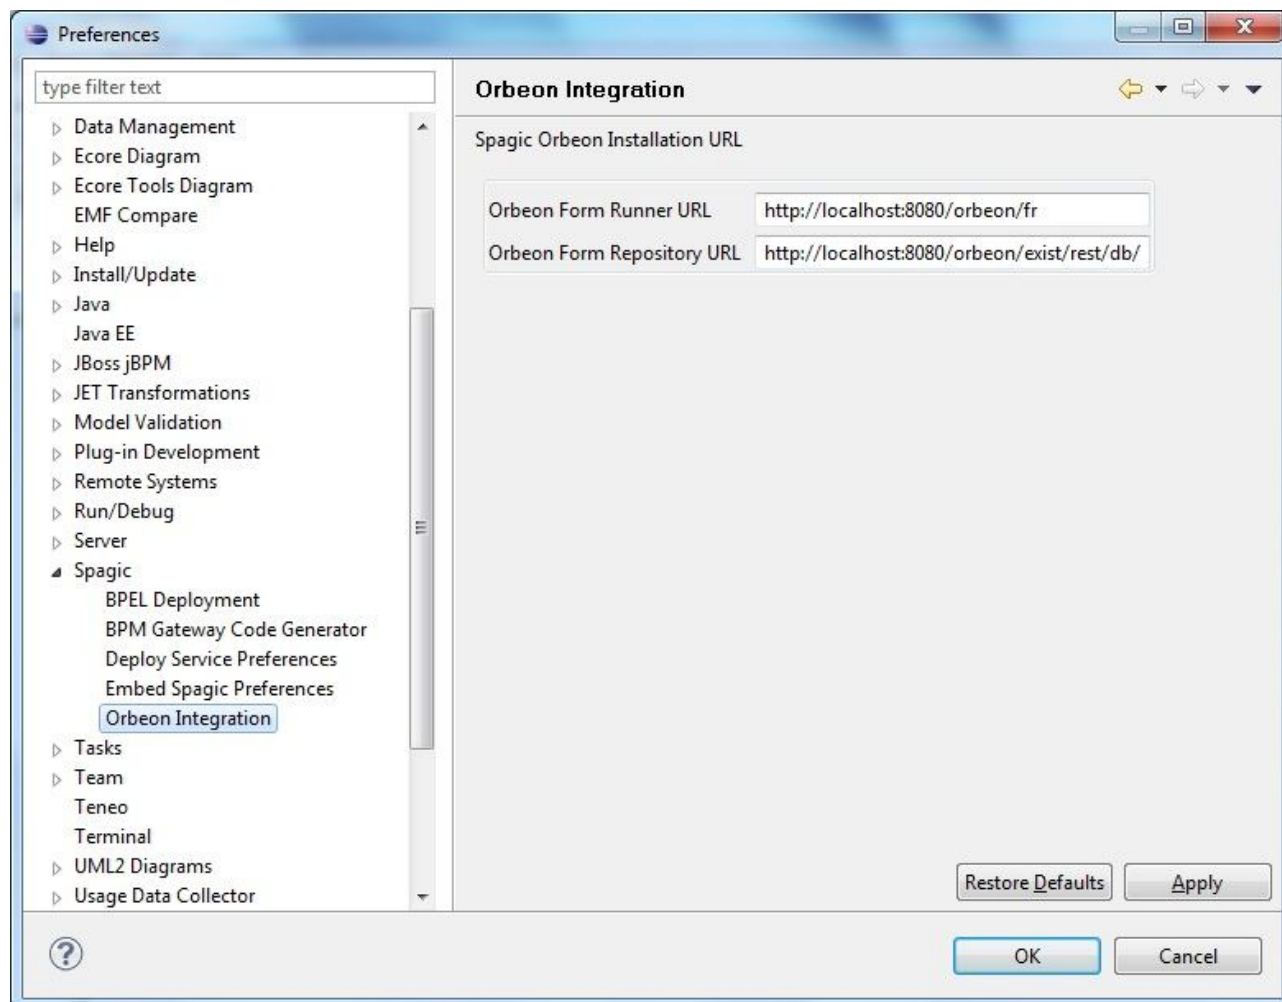 Preferences
type filter text
Data Management
Ecore Diagram
Ecore Tools Diagram
EMF Compare
Help
Install/Update
Java
Java EE
JBoss jBPM
JET Transformations
Model Validation
Plug-in Development
Remote Systems
Run/Debug
Server
Spagic
BPEL Deployment
BPM Gateway Code Generator
Deploy Service Preferences
Embed Spagic Preferences
Orbeon Integration
Tasks
Team
Teneo
Terminal
UML2 Diagrams
Usage Data Collector
Orbeon Integration
Spagic Orbeon Installation URL
Orbeon Form Runner URL http://localhost:8080/orbeon/fr
Orbeon Form Repository URL http://localhost:8080/orbeon/exist/rest/db/
Restore Defaults Apply
? OK Cancel